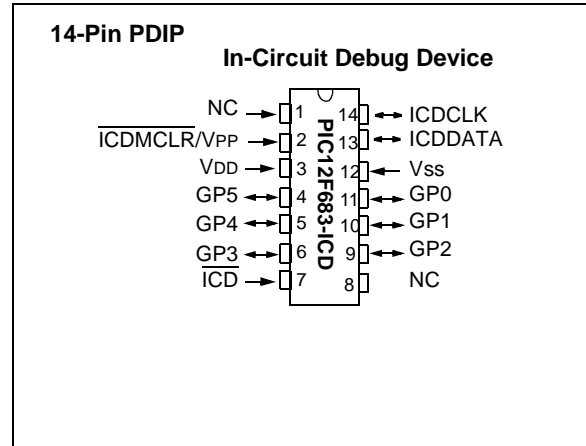 14-Pin PDIP
In-Circuit Debug Device
NC 1 14 ICDCLK
ICDMCLR/VPP 2 13 ICDDATA
VDD 3 12 Vss
GP5 4 11 GP0
GP4 5 10 GP1
GP3 6 9 GP2
ICD 7 8 NC
PIC12F683-ICD